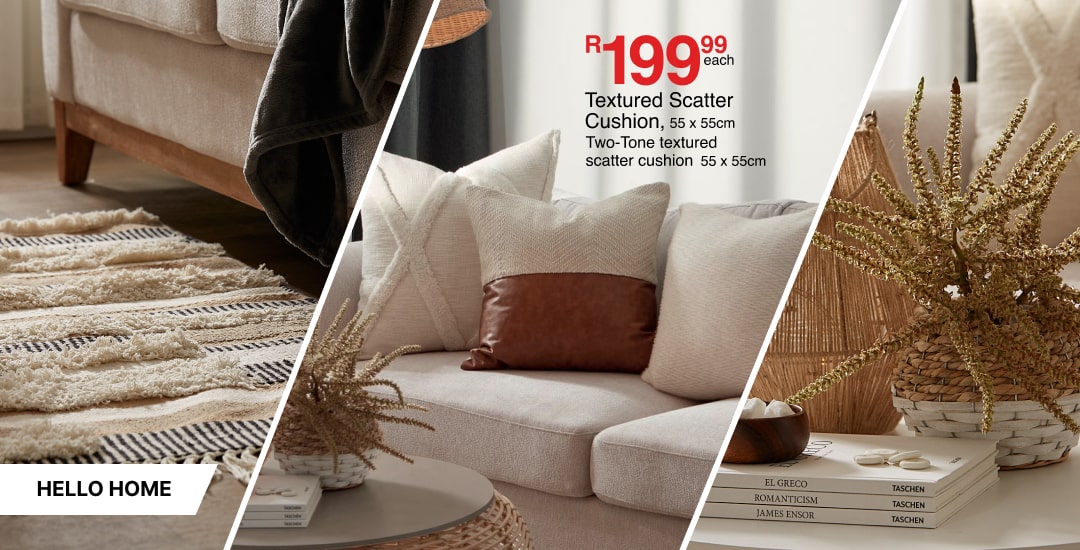 R199 99
each
Textured Scatter
Cushion, 55 x 55cm
Two-Tone textured
scatter cushion 55 x 55cm
HELLO HOME
EL GRECO
TASCHEN
ROMANTICISM
TASCHEN
JAMES ENSOR
TASCHEN